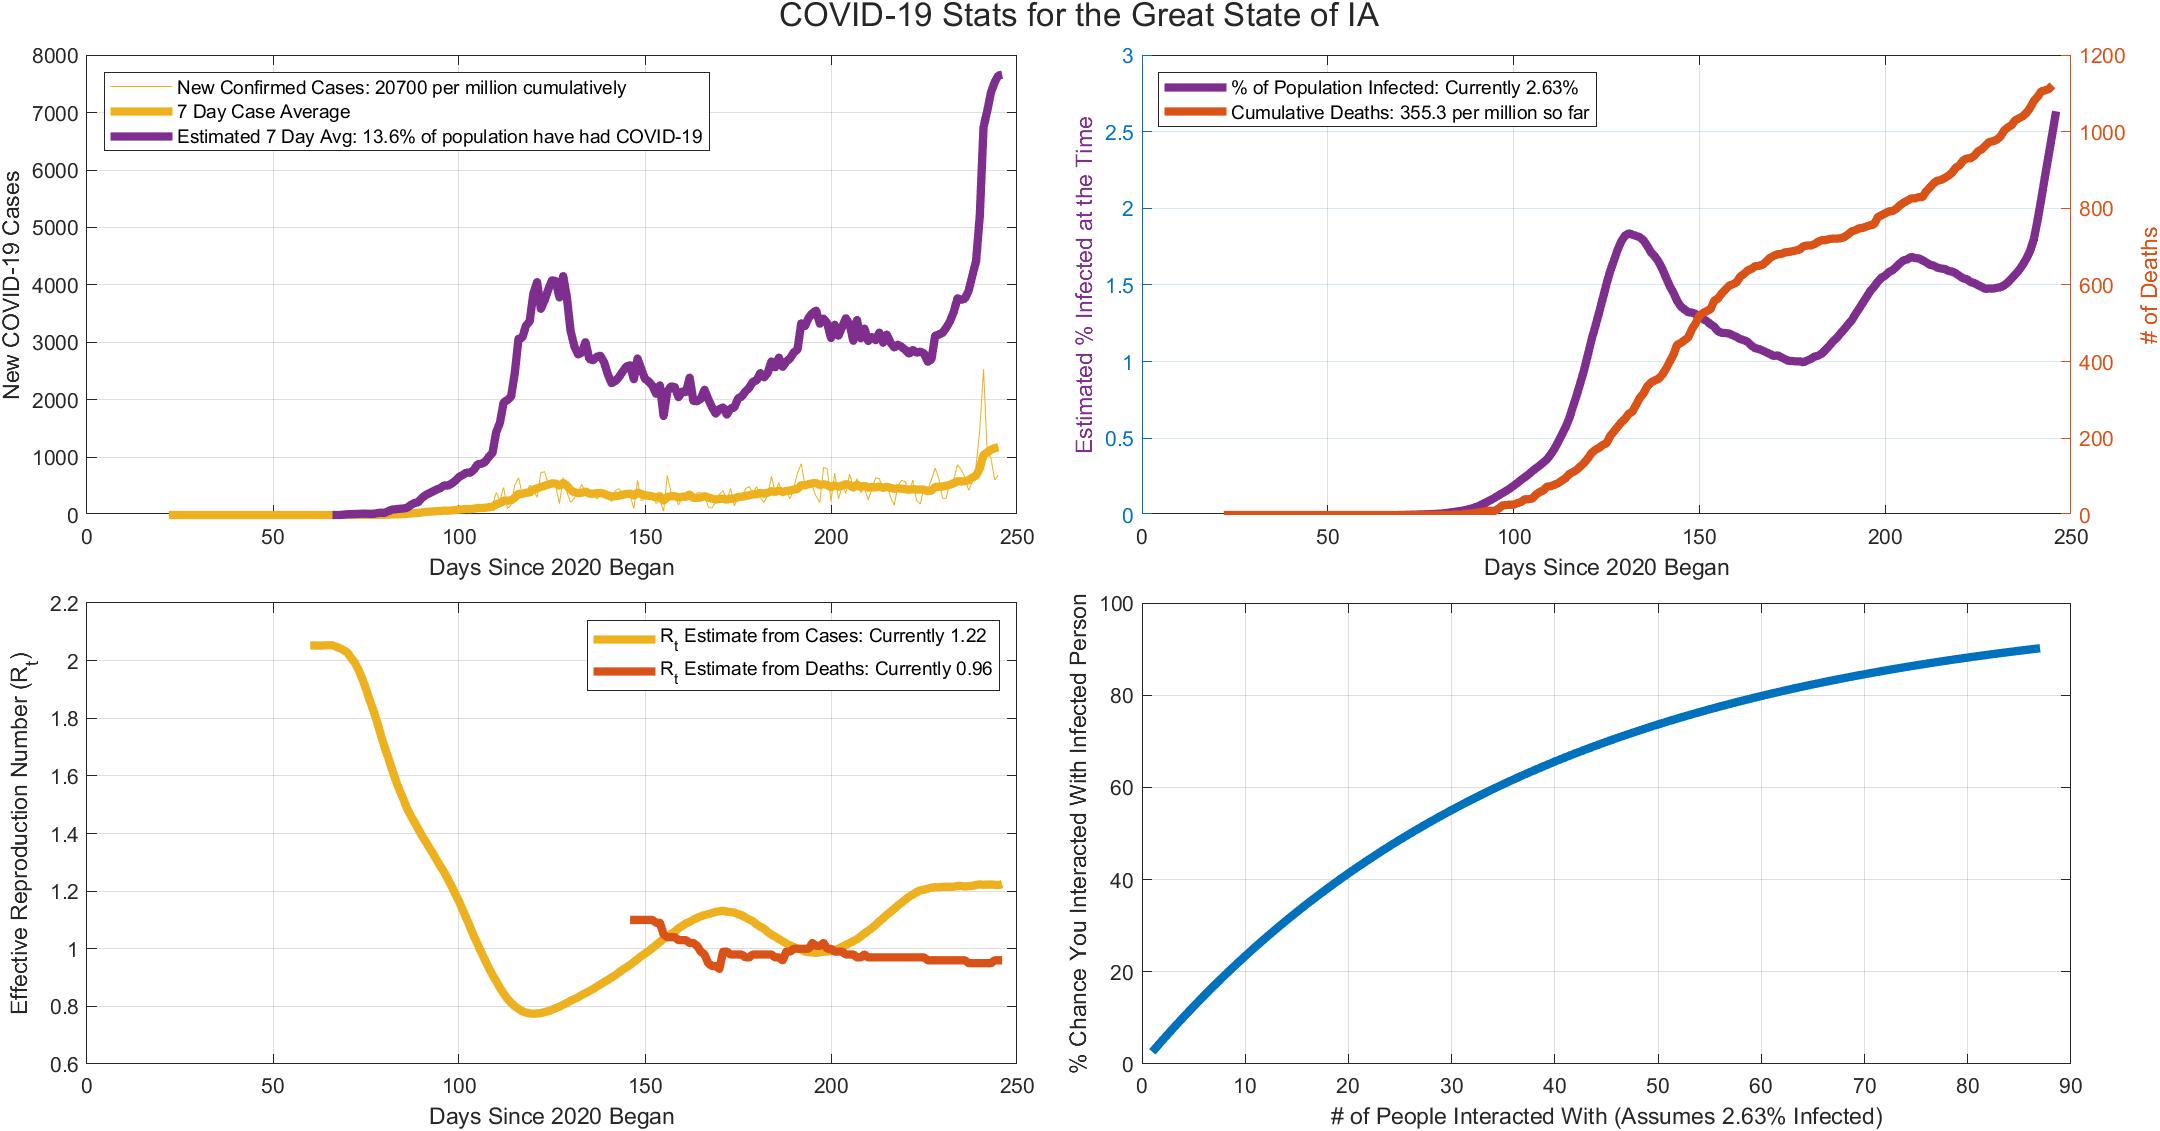 COVID-19 Stats for the Great State of IA
New Confirmed Cases: 20700 per million cumulatively
7 Day Case Average
Estimated 7 Day Avg: 13.6% of population have had COVID-19
New COVID-19 Cases
8000
7000
6000
5000
4000
3000
2000
1000
0
0 50 100 150 200 250
Days Since 2020 Began
% of Population Infected: Currently 2.63%
Cumulative Deaths: 355.3 per million so far
Estimated % Infected at the Time
3
2.5
2
1.5
1
0.5
0
# of Deaths
1200
1000
800
600
400
200
0
0 50 100 150 200 250
Days Since 2020 Began
Rt Estimate from Cases: Currently 1.22
Rt Estimate from Deaths: Currently 0.96
Effective Reproduction Number (Rt)
2.2
2
1.8
1.6
1.4
1.2
1
0.8
0.6
0 50 100 150 200 250
Days Since 2020 Began
% Chance You Interacted With Infected Person
100
80
60
40
20
0
0 10 20 30 40 50 60 70 80 90
# of People Interacted With (Assumes 2.63% Infected)